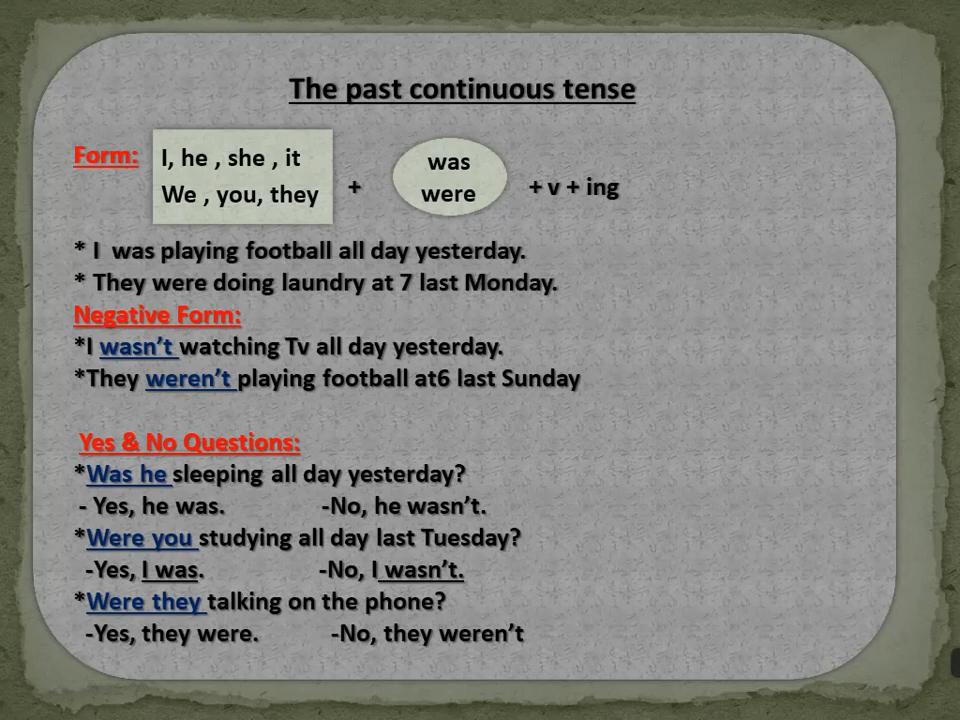 The past continuous tense
Form:
I, he , she , it
We , you, they
+
was
were
+ v + ing
* I was playing football all day yesterday.
* They were doing laundry at 7 last Monday.
Negative Form:
*I wasn’t watching Tv all day yesterday.
*They weren’t playing football at6 last Sunday
Yes & No Questions:
*Was he sleeping all day yesterday?
- Yes, he was. -No, he wasn’t.
*Were you studying all day last Tuesday?
-Yes, I was. -No, I wasn’t.
*Were they talking on the phone?
-Yes, they were. -No, they weren’t